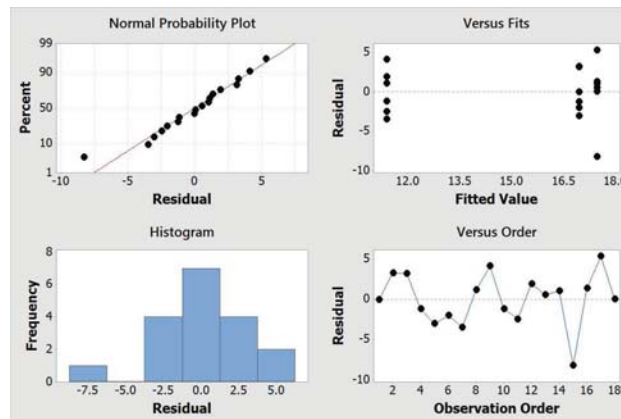 Normal Probability Plot
99
90
50
10
1
Percent
-10 -5 0 5
Residual
Versus Fits
5
0
-5
-10
Residual
12.0 13.5 15.0 16.5 18.0
Fitted Value
Histogram
8
6
4
2
0
Frequency
-7.5 -5.0 -2.5 0.0 2.5 5.0
Residual
Versus Order
5
0
-5
-10
Residual
2 4 6 8 10 12 14 16 18
Observation Order